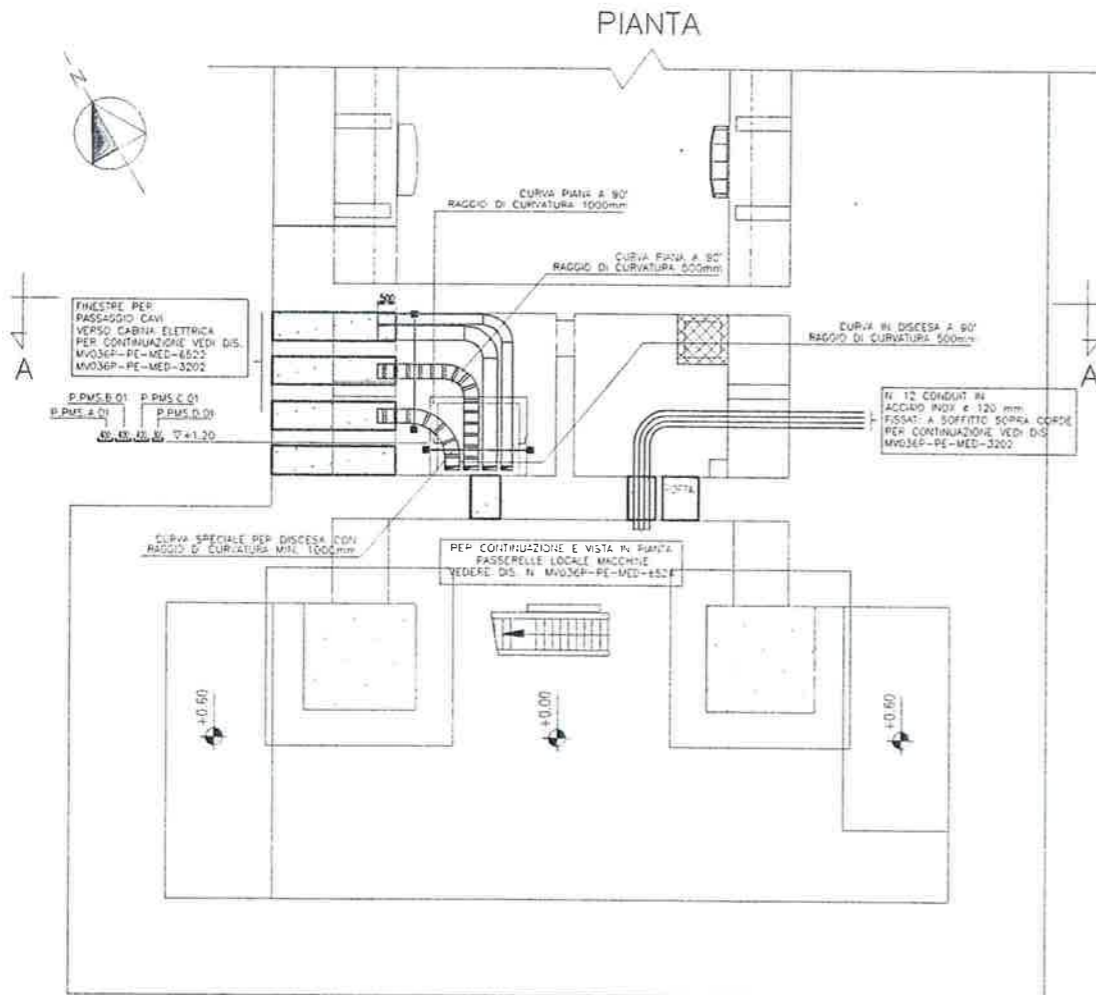 PIANTA
N
CURVA PIANA A 90°
RAGGIO DI CURVATURA 1000mm
CURVA PIANA A 90°
RAGGIO DI CURVATURA 500mm
500
FINESTRE PER
PASSAGGIO CAVI
VERSO CABINA ELETTRICA
PER CONTINUAZIONE VEDI DIS.
MV036P-PE-MED-6522
MV036P-PE-MED-3202
A
CURVA IN DISCESA A 90°
RAGGIO DI CURVATURA 500mm
A
P.PMS.B.01 P.PMS.C.01
P.PMS.A.01 P.PMS.D.01
+1.20
N. 12 CONDUIT IN
ACCIAIO INOX ø 120 mm
FISSATI A SOFFITTO SOPRA CORDE
PER CONTINUAZIONE VEDI DIS
MV036P-PE-MED-3202
PORTA
CURVA SPECIALE PER DISCESA CON
RAGGIO DI CURVATURA MIN. 1000mm
PER CONTINUAZIONE E VISTA IN PIANTA
PASSERELLE LOCALE MACCHINE
VEDERE DIS. N. MV036P-PE-MED-6524
+0.60
+0.00
+0.60